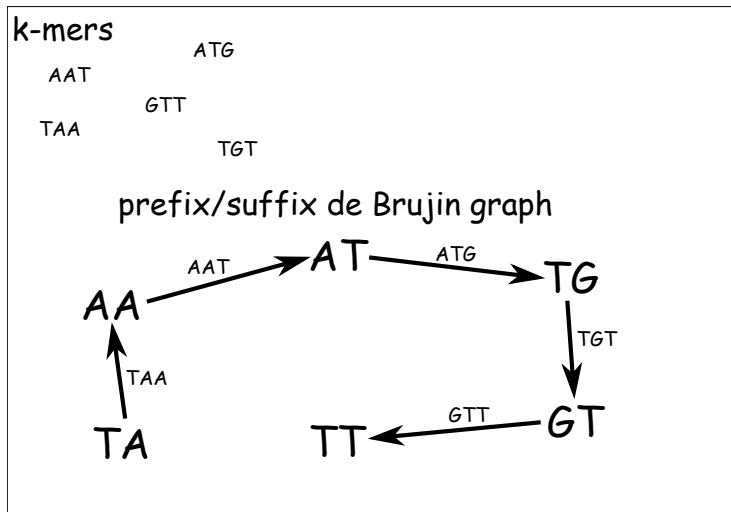 k-mers
ATG
AAT
GTT
TAA
TGT
prefix/suffix de Brujin graph
AT
ATG
AAT
TG
AA
TGT
TAA
GTT
GT
TA
TT